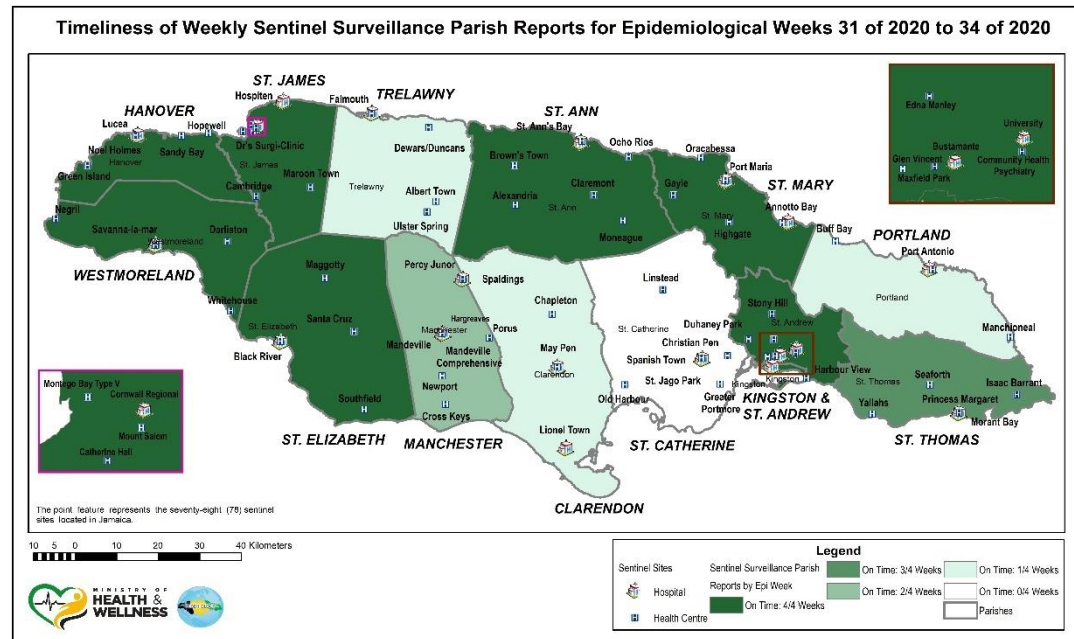 Timeliness of Weekly Sentinel Surveillance Parish Reports for Epidemiological Weeks 31 of 2020 to 34 of 2020
ST. JAMES
Hospiten
TRELAWNY
Falmouth
HANOVER
Lucea
Hopewell
Noel Holmes
Hanover
Sandy Bay
Green Island
Dr's Surgi-Clinic
St. James
Maroon Town
Cambridge
Dewars/Duncans
Trelawny
Albert Town
Ulster Spring
ST. ANN
St. Ann's Bay
Ocho Rios
Brown's Town
Alexandria
Claremont
St. Ann
Moneague
Oracabessa
Port Maria
Gayle
ST. MARY
St. Mary
Highgate
Annotto Bay
Buff Bay
PORTLAND
Port Antonio
Portland
Manchioneal
Edna Manley
University
Bustamante
Glen Vincent
Community Health
Psychiatry
Maxfield Park
Negril
Savanna-la-mar
Westmoreland
Darliston
WESTMORELAND
Whitehouse
Maggotty
St. Elizabeth
Santa Cruz
Black River
Southfield
ST. ELIZABETH
Percy Junor
Spaldings
Hargreaves
Manchester
Mandeville
Porus
Mandeville
Comprehensive
Newport
Cross Keys
MANCHESTER
Chapleton
May Pen
Clarendon
Lionel Town
CLARENDON
Linstead
St. Catherine
Duhaney Park
Christian Pen
Spanish Town
St. Jago Park
Old Harbour
Greater
Portmore
ST. CATHERINE
Stony Hill
St. Andrew
Kingston
Kingston
Harbour View
KINGSTON &
ST. ANDREW
St. Thomas
Seaforth
Isaac Barrant
Yallahs
Princess Margaret
Morant Bay
ST. THOMAS
Montego Bay Type V
Cornwall Regional
Mount Salem
Catherine Hall
The point feature represents the seventy-eight (78) sentinel
sites located in Jamaica.
10 5 0 10 20 30 40 Kilometers
MINISTRY OF
HEALTH &
WELLNESS
Legend
Sentinel Sites
Hospital
Health Centre
Sentinel Surveillance Parish
Reports by Epi Week
On Time: 4/4 Weeks
On Time: 3/4 Weeks
On Time: 2/4 Weeks
On Time: 1/4 Weeks
On Time: 0/4 Weeks
Parishes